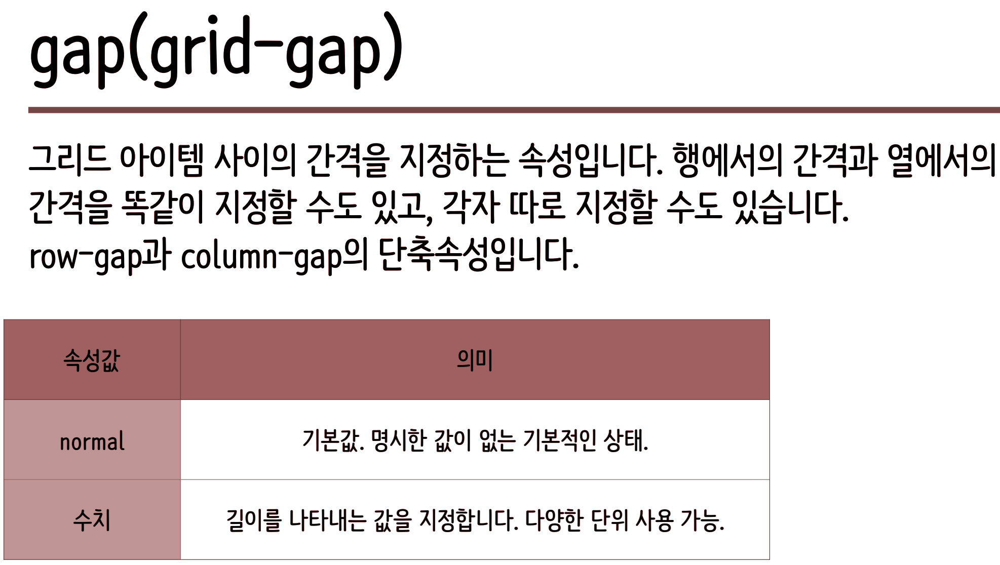 gap(grid-gap)
그리드 아이템 사이의 간격을 지정하는 속성입니다. 행에서의 간격과 열에서의
간격을 똑같이 지정할 수도 있고, 각자 따로 지정할 수도 있습니다.
row-gap과 column-gap의 단축속성입니다.
속성값 의미
normal 기본값. 명시한 값이 없는 기본적인 상태.
수치 길이를 나타내는 값을 지정합니다. 다양한 단위 사용 가능.